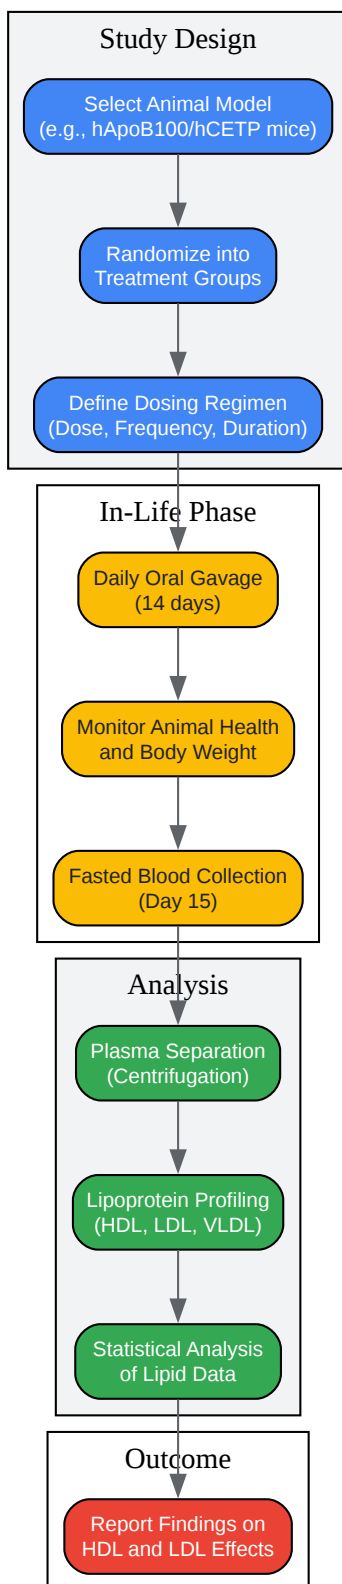 Study Design
Select Animal Model
(e.g., hApoB100/hCETP mice)
Randomize into
Treatment Groups
Define Dosing Regimen
(Dose, Frequency, Duration)
In-Life Phase
Daily Oral Gavage
(14 days)
Monitor Animal Health
and Body Weight
Fasted Blood Collection
(Day 15)
Analysis
Plasma Separation
(Centrifugation)
Lipoprotein Profiling
(HDL, LDL, VLDL)
Statistical Analysis
of Lipid Data
Outcome
Report Findings on
HDL and LDL Effects